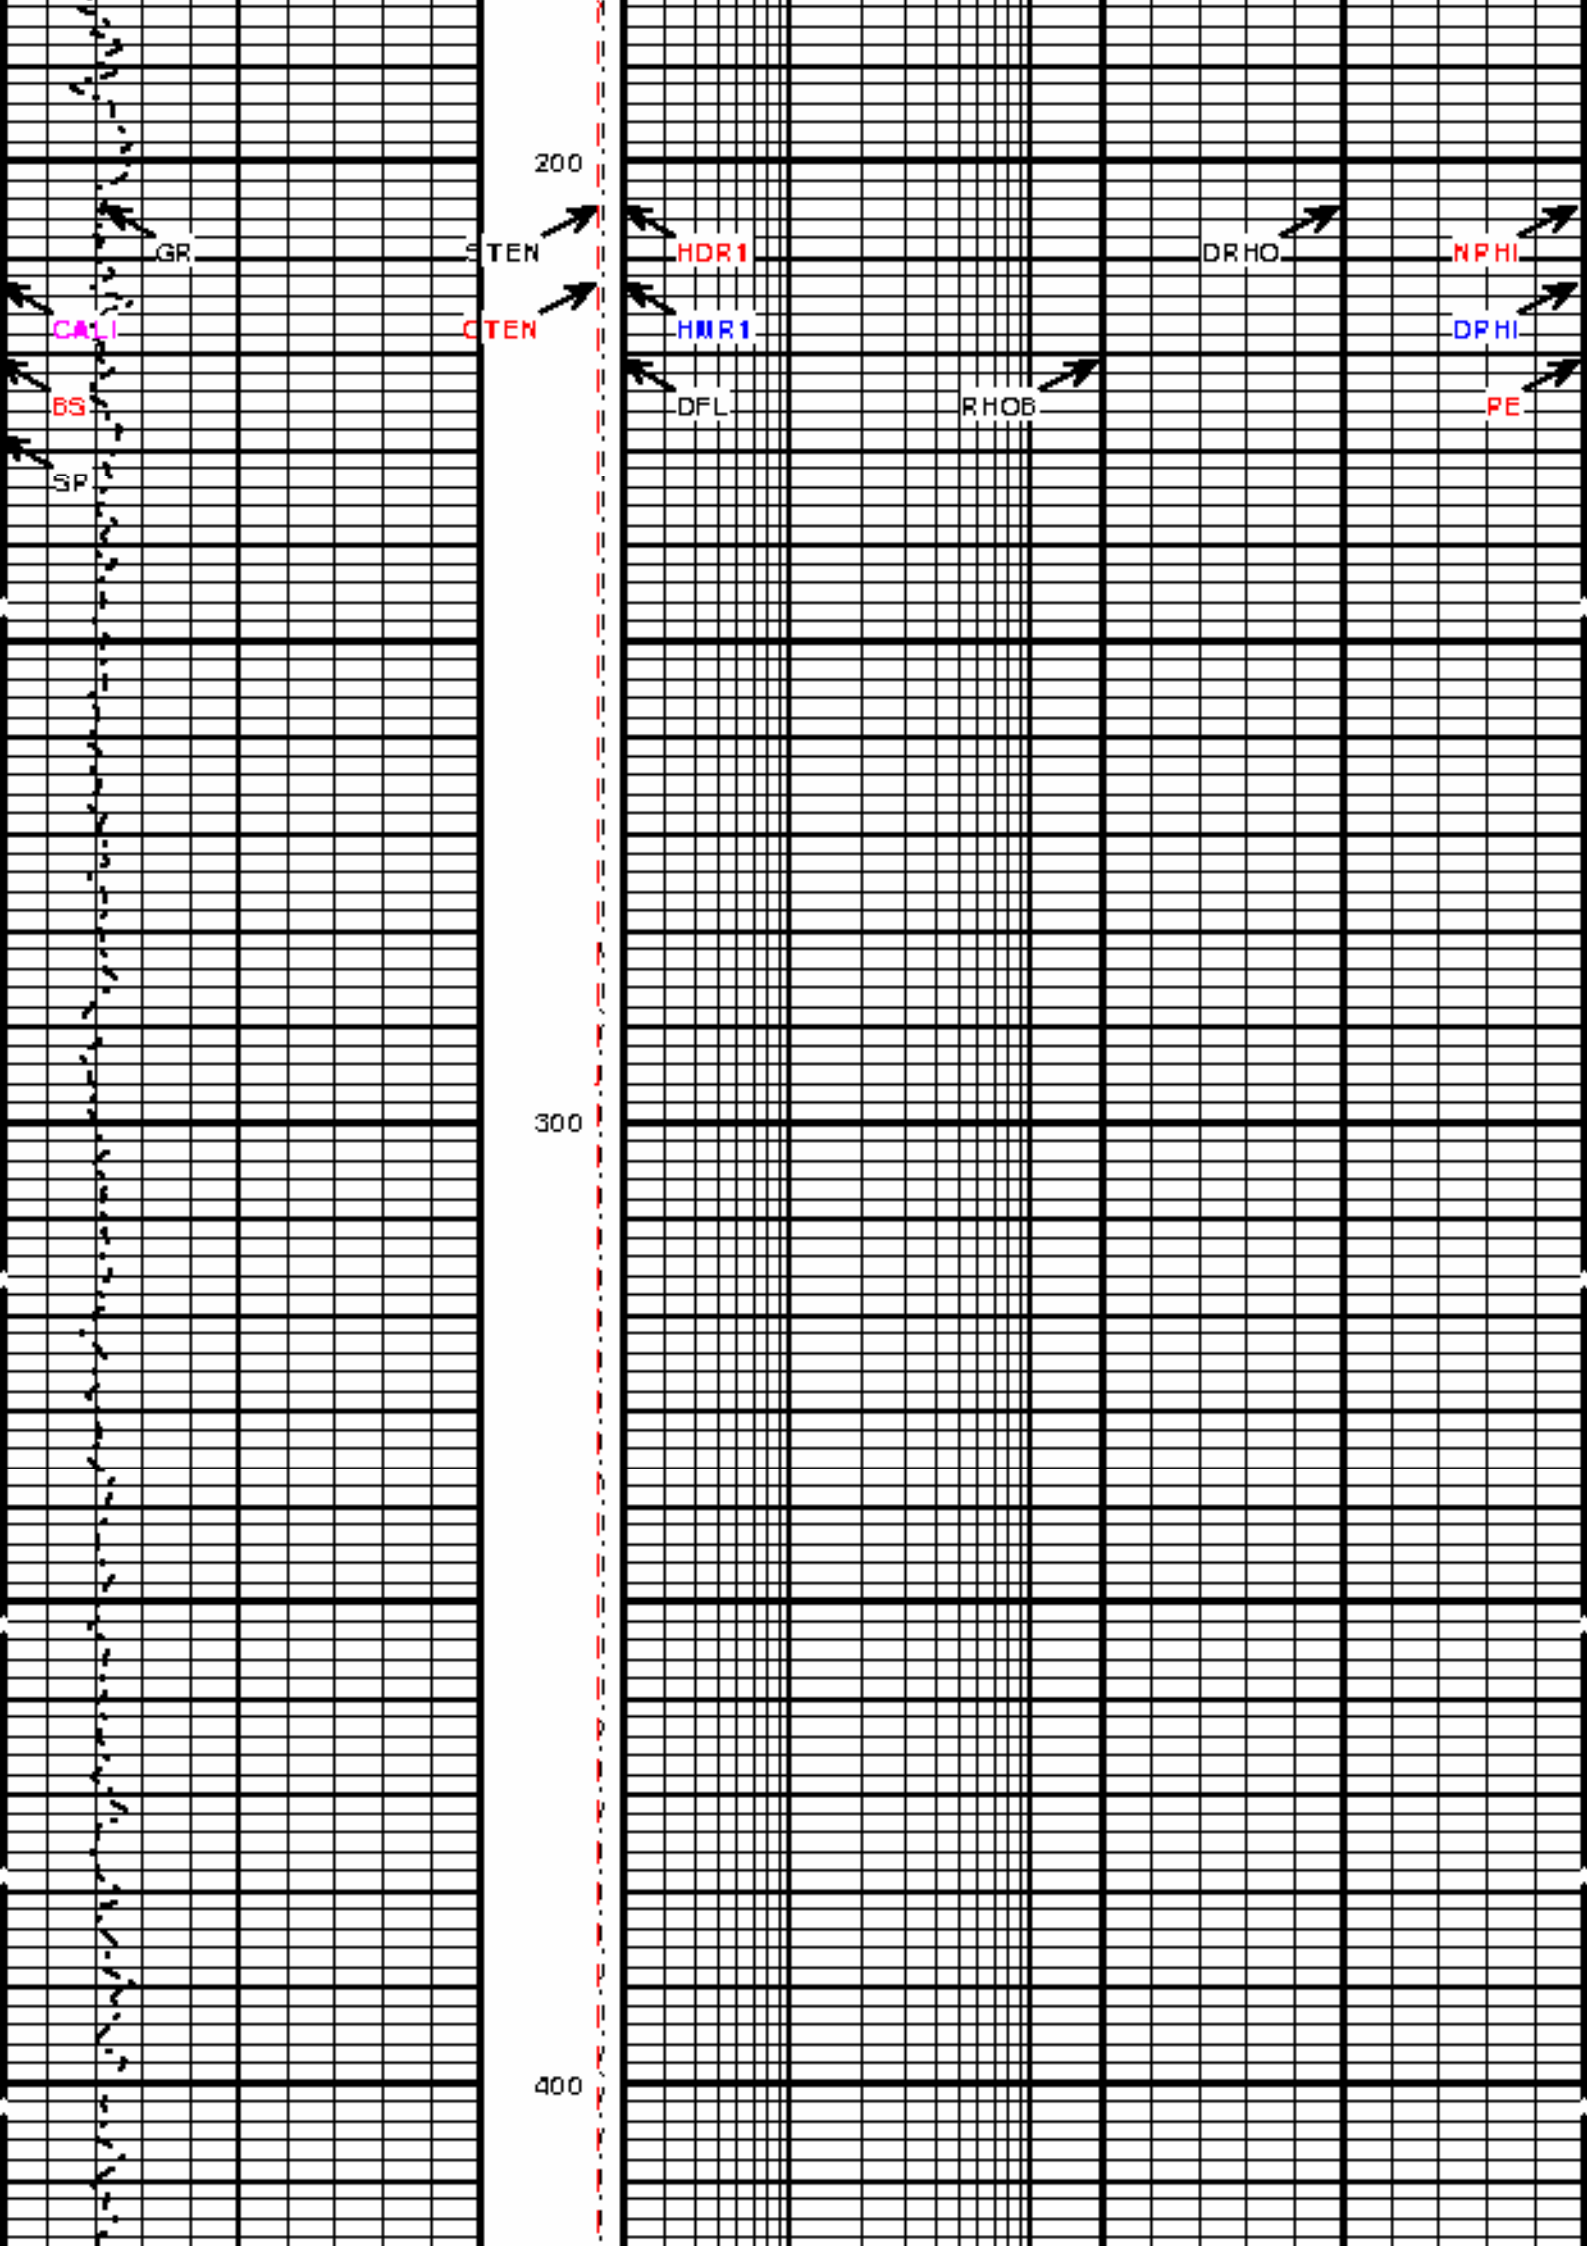 200
GR
STEN
HDR1
DRHO
NPHI
CALI
CTEN
HMR1
DPHI
BS
DFL
RHOB
PE
SP
300
400